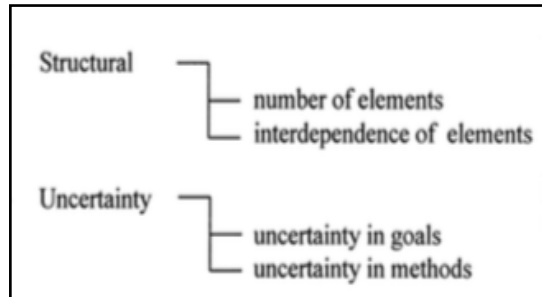 Structural
number of elements
interdependence of elements
Uncertainty
uncertainty in goals
uncertainty in methods